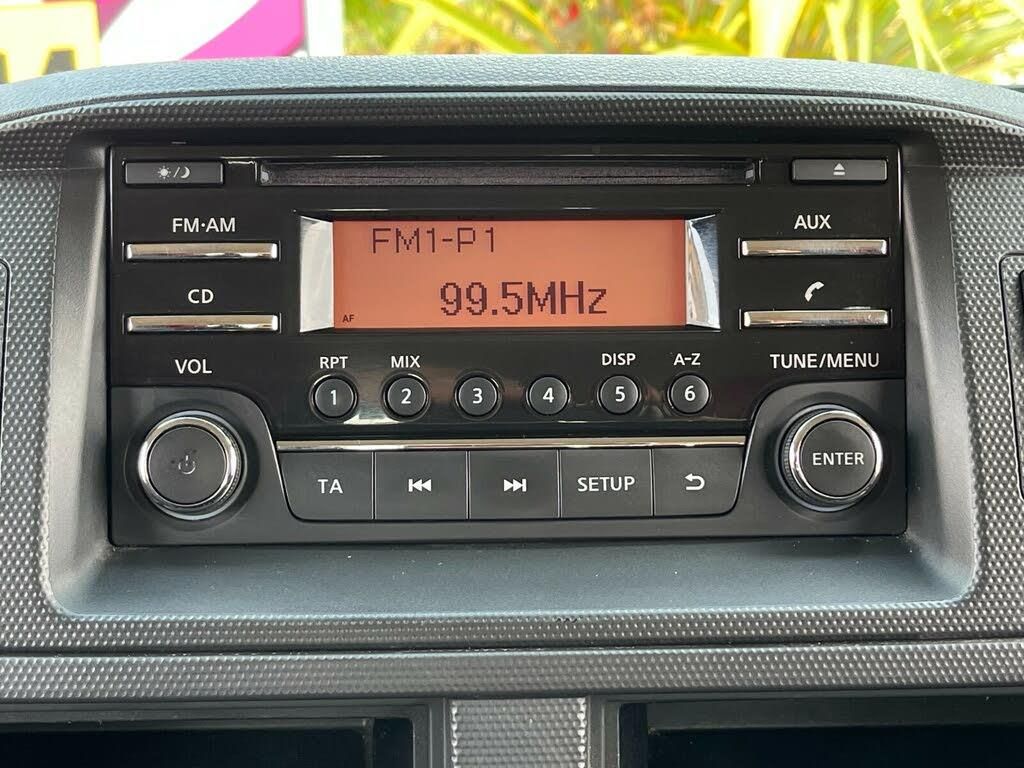 FM·AM
AUX
FM1-P1
99.5MHz
AF
CD
VOL
RPT MIX DISP A-Z
TUNE/MENU
1 2 3 4 5 6
ENTER
TA SETUP